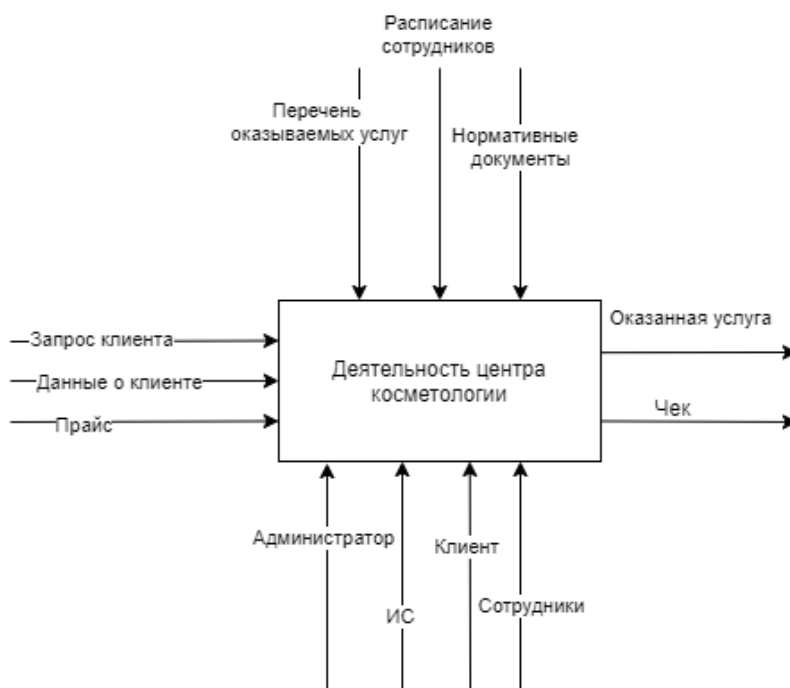 Расписание
сотрудников
Перечень
оказываемых услуг
Нормативные
документы
Запрос клиента
Данные о клиенте
Прайс
Деятельность центра
косметологии
Оказанная услуга
Чек
Администратор
ИС
Клиент
Сотрудники